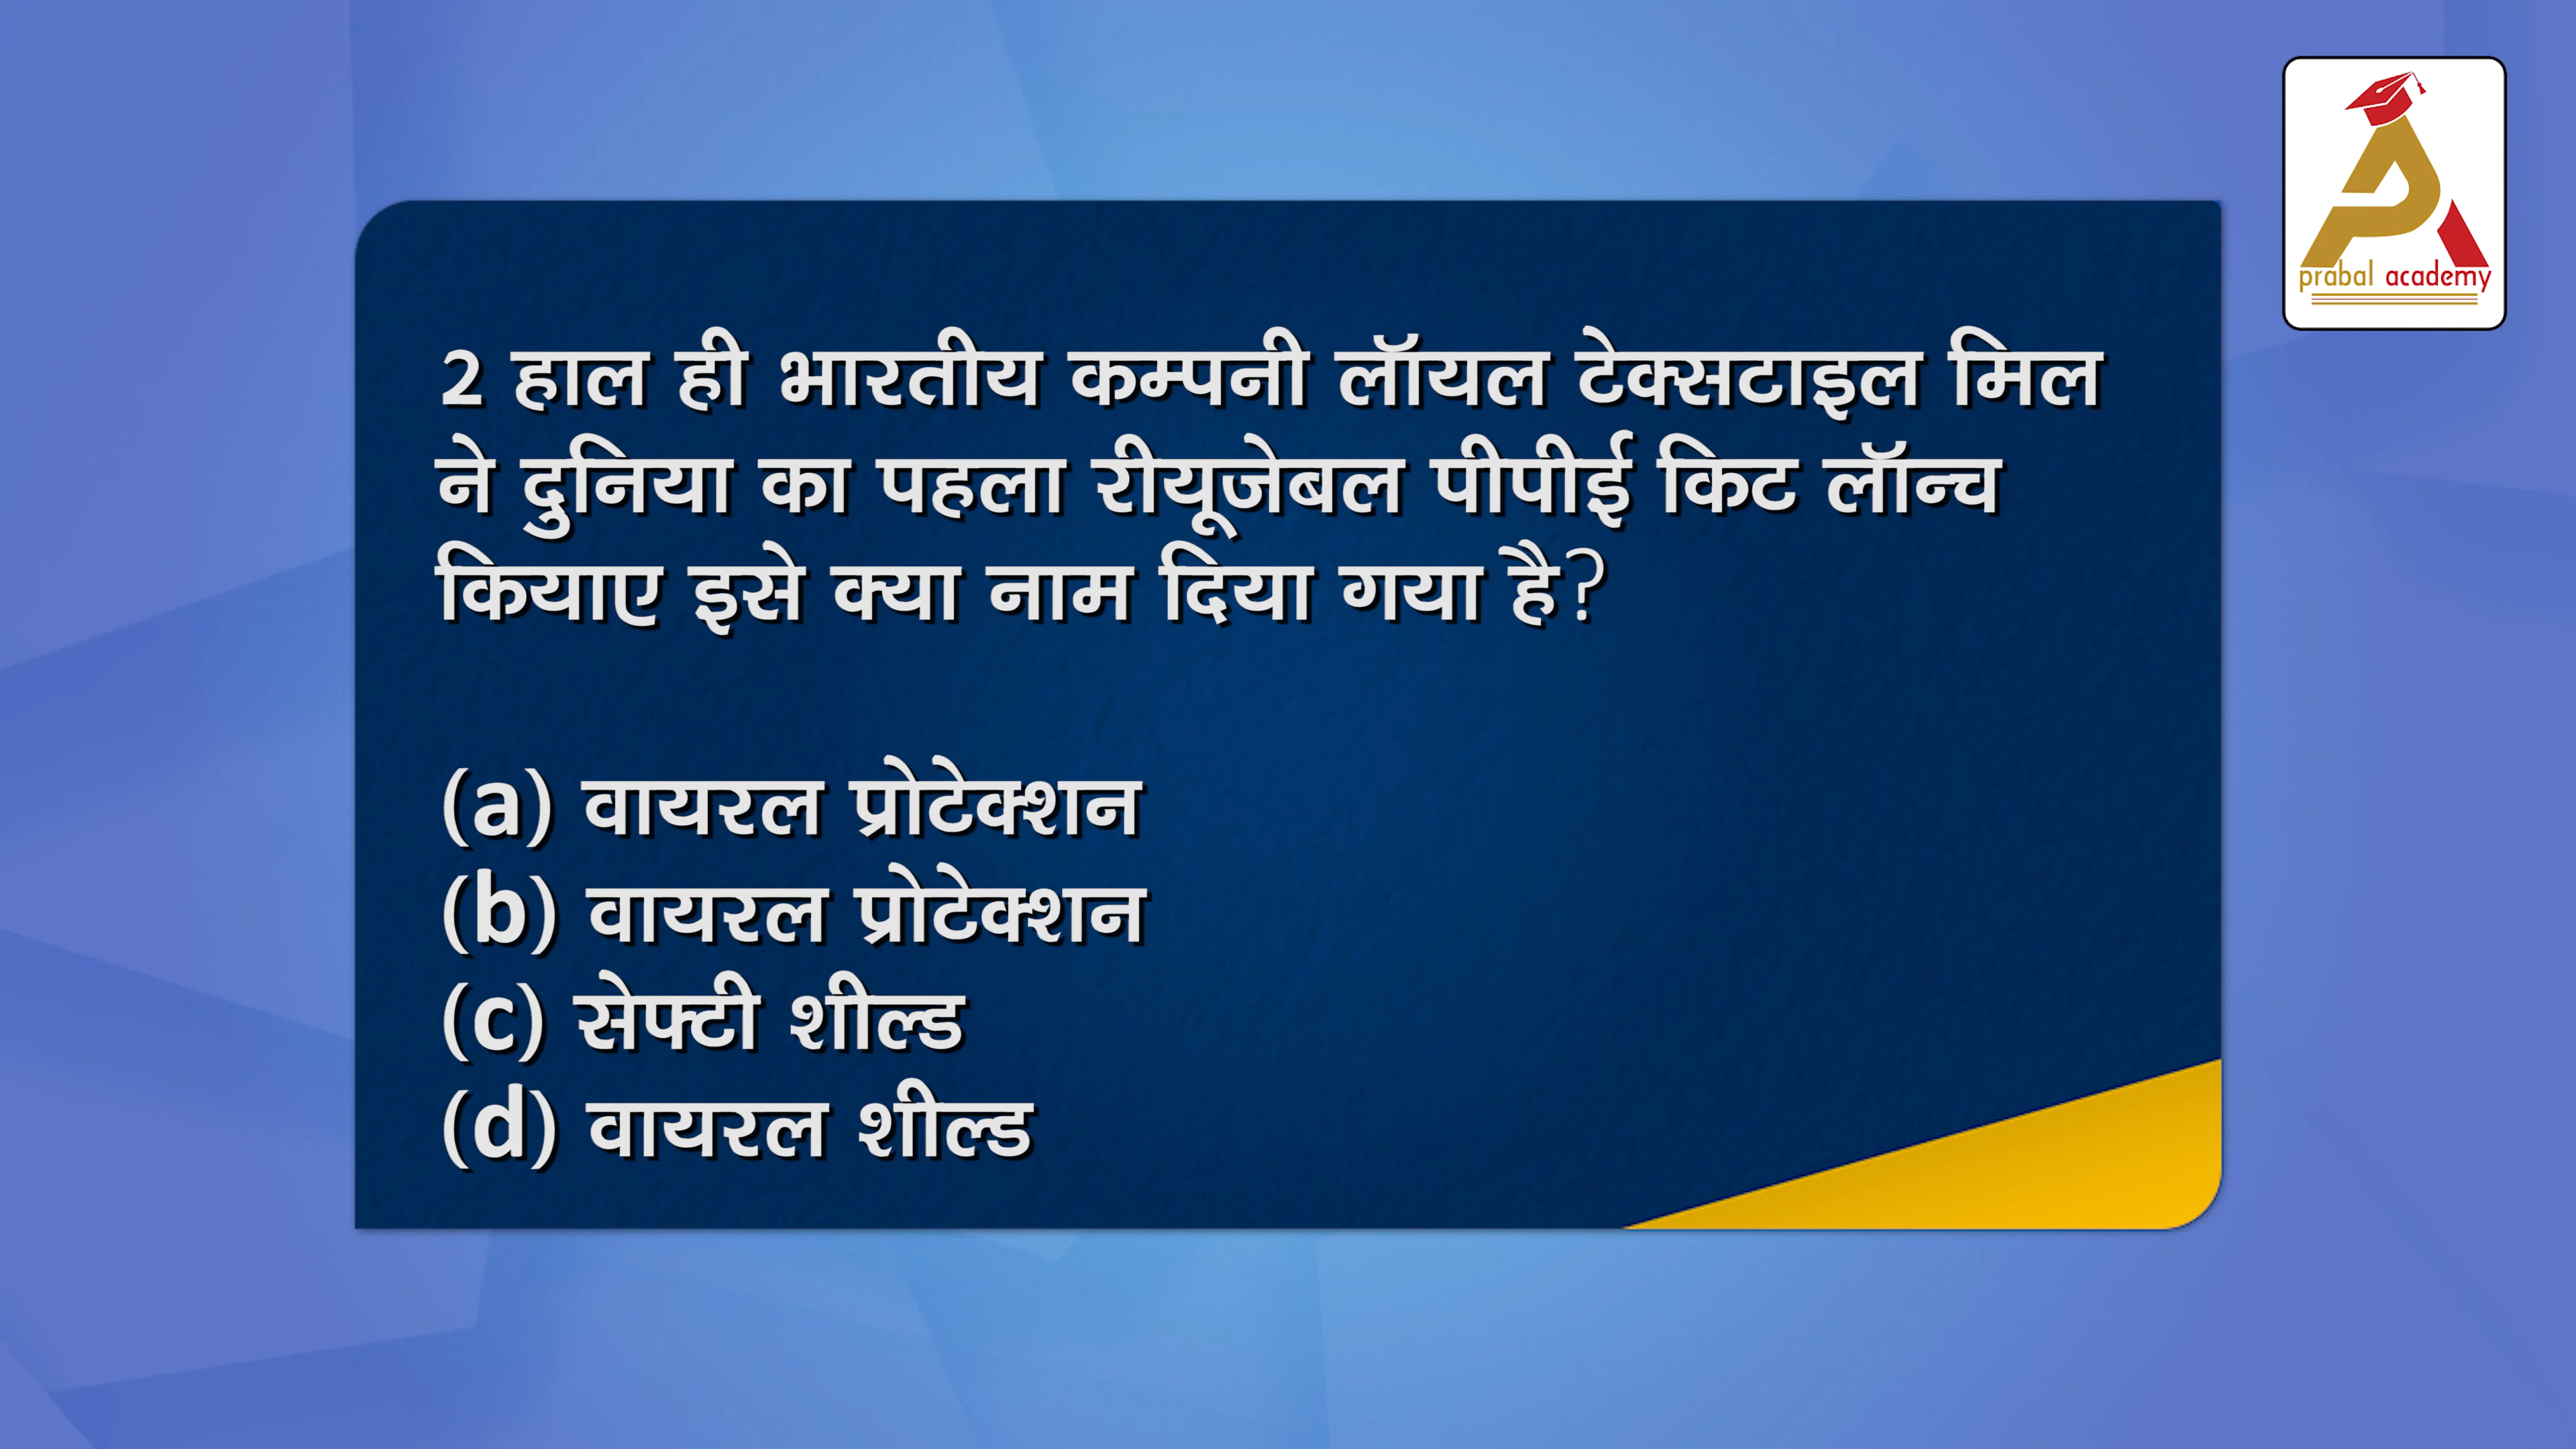 prabal academy
2 हाल ही भारतीय कम्पनी लॉयल टेक्सटाइल मिल
ने दुनिया का पहला रीयूजेबल पीपीई किट लॉन्च
कियाए इसे क्या नाम दिया गया है?
(a) वायरल प्रोटेक्शन
(b) वायरल प्रोटेक्शन
(c) सेफ्टी शील्ड
(d) वायरल शील्ड